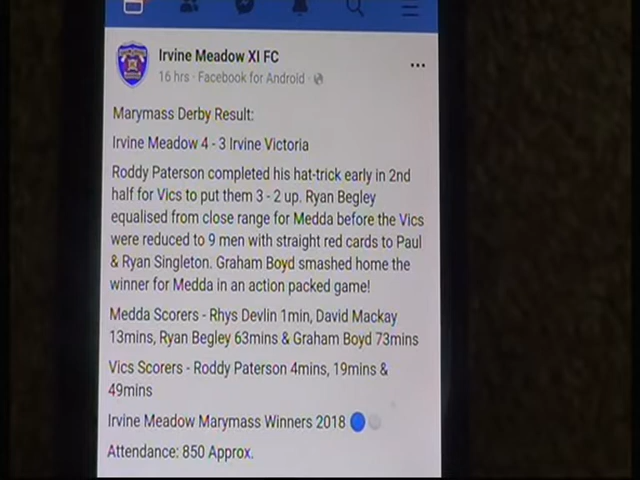 Irvine Meadow XI FC
16 hrs · Facebook for Android ·
Marymass Derby Result:
Irvine Meadow 4 - 3 Irvine Victoria
Roddy Paterson completed his hat-trick early in 2nd
half for Vics to put them 3 - 2 up. Ryan Begley
equalised from close range for Medda before the Vics
were reduced to 9 men with straight red cards to Paul
& Ryan Singleton. Graham Boyd smashed home the
winner for Medda in an action packed game!
Medda Scorers - Rhys Devlin 1min, David Mackay
13mins, Ryan Begley 63mins & Graham Boyd 73mins
Vics Scorers - Roddy Paterson 4mins, 19mins &
49mins
Irvine Meadow Marymass Winners 2018
Attendance: 850 Approx.